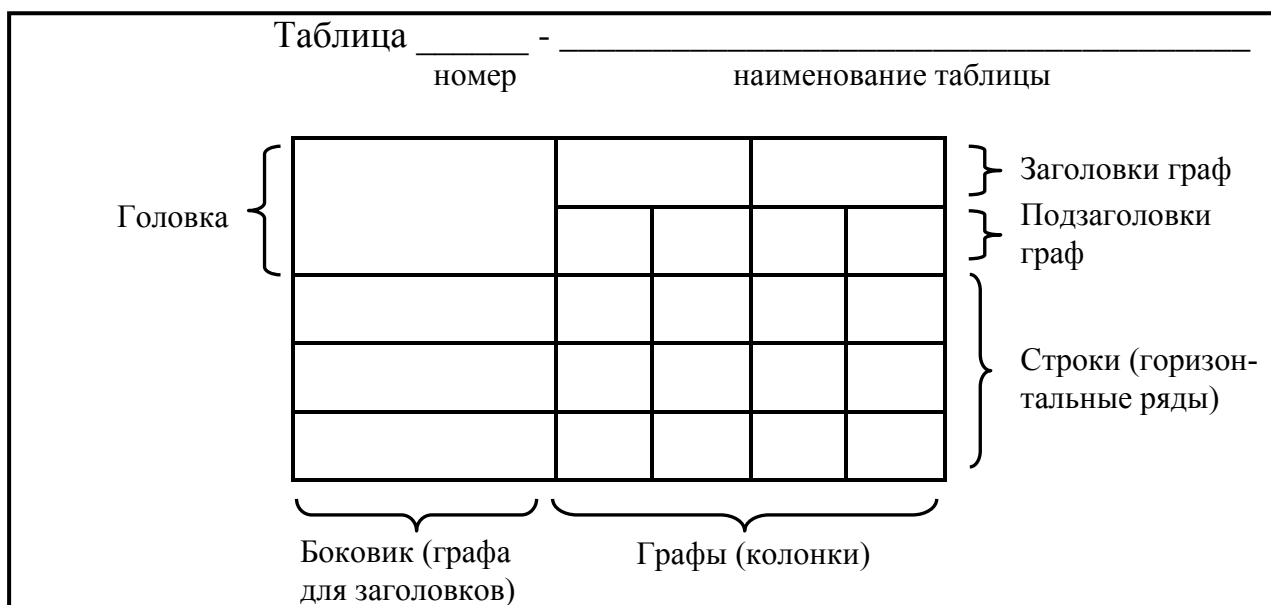 Таблица ______ - ______________________________________
номер наименование таблицы
Заголовки граф
Головка
Подзаголовки
граф
Строки (горизон-
тальные ряды)
Боковик (графа
для заголовков)
Графы (колонки)